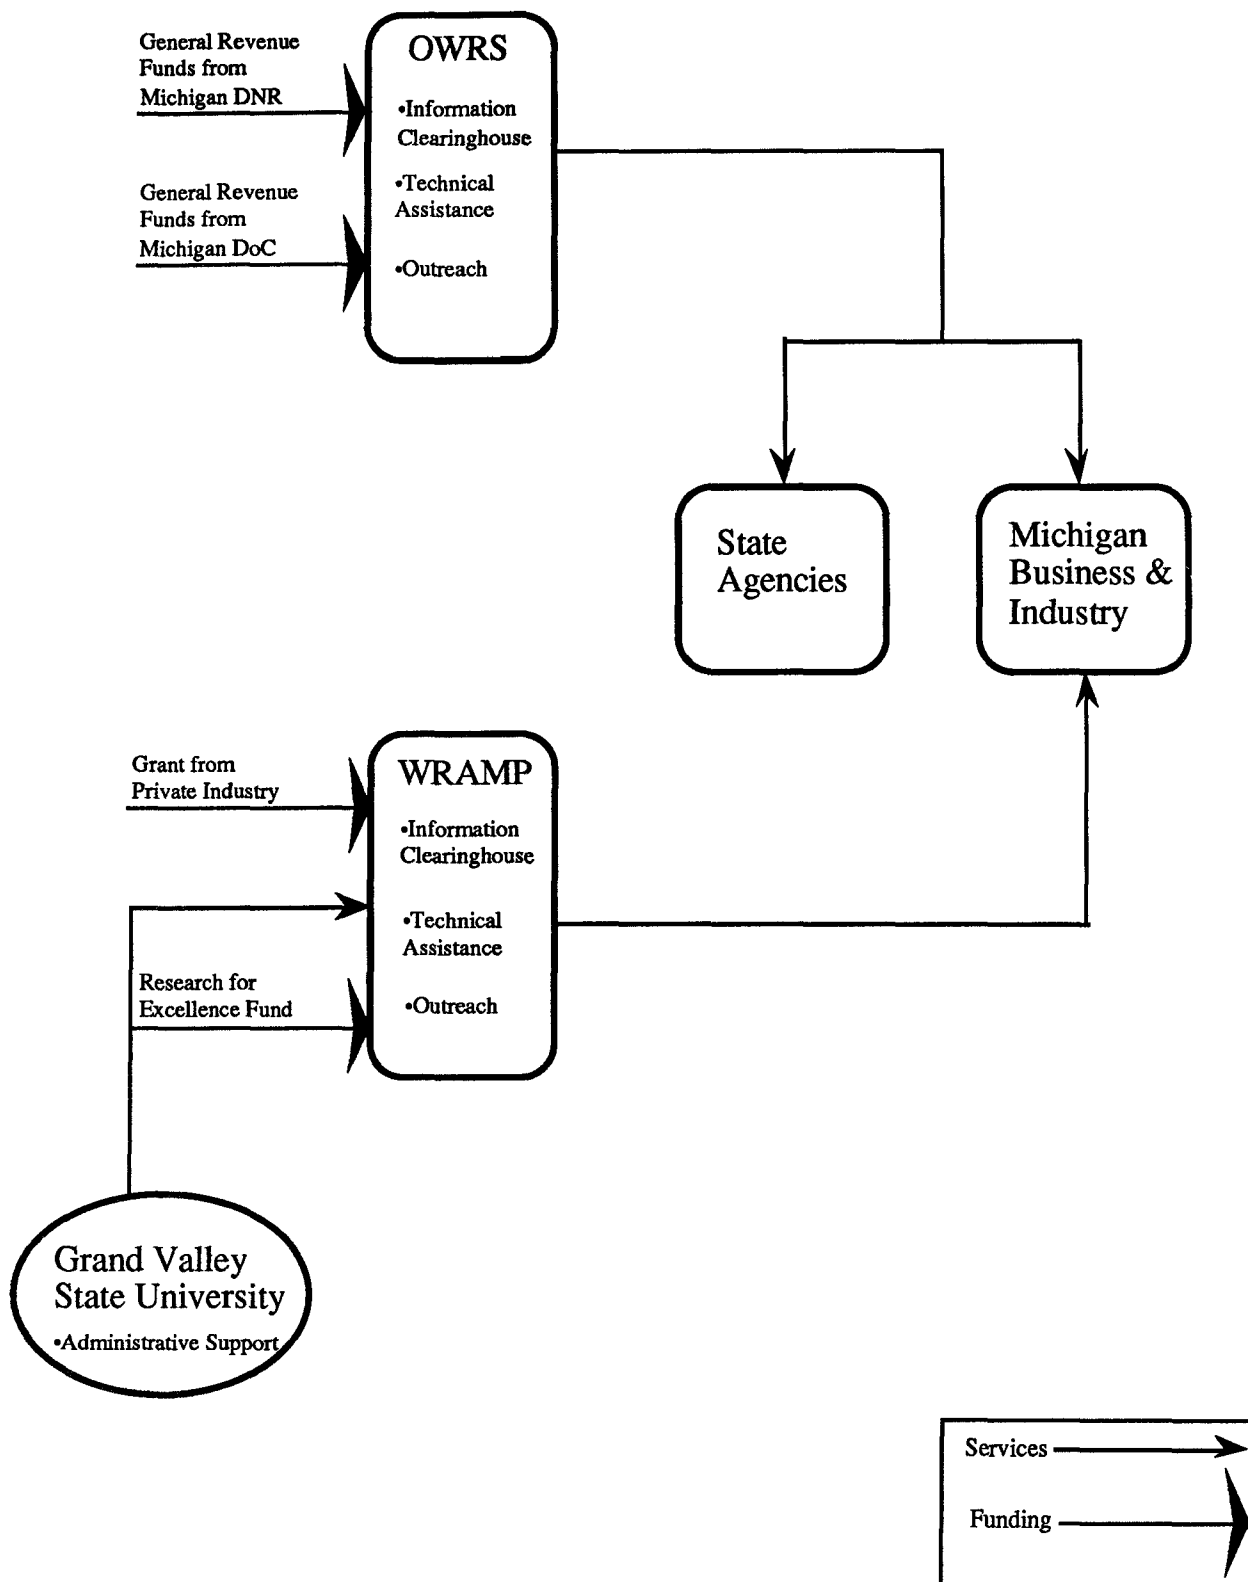 General Revenue
Funds from
Michigan DNR
General Revenue
Funds from
Michigan DoC
OWRS
•Information
Clearinghouse
•Technical
Assistance
•Outreach
State
Agencies
Michigan
Business &
Industry
Grant from
Private Industry
Research for
Excellence Fund
WRAMP
•Information
Clearinghouse
•Technical
Assistance
•Outreach
Grand Valley
State University
•Administrative Support
Services
Funding